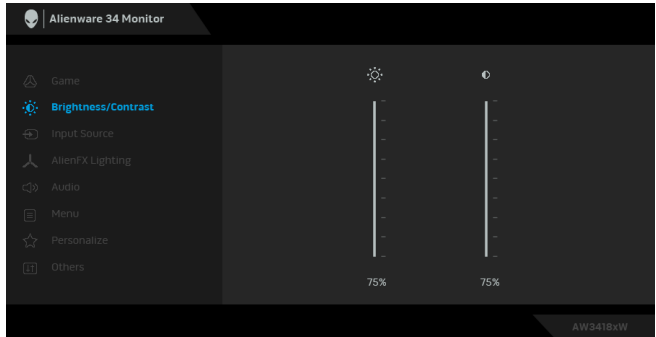 Alienware 34 Monitor
Game
Brightness/Contrast
Input Source
AlienFX Lighting
Audio
Menu
Personalize
Others
75% 75%
AW3418xW